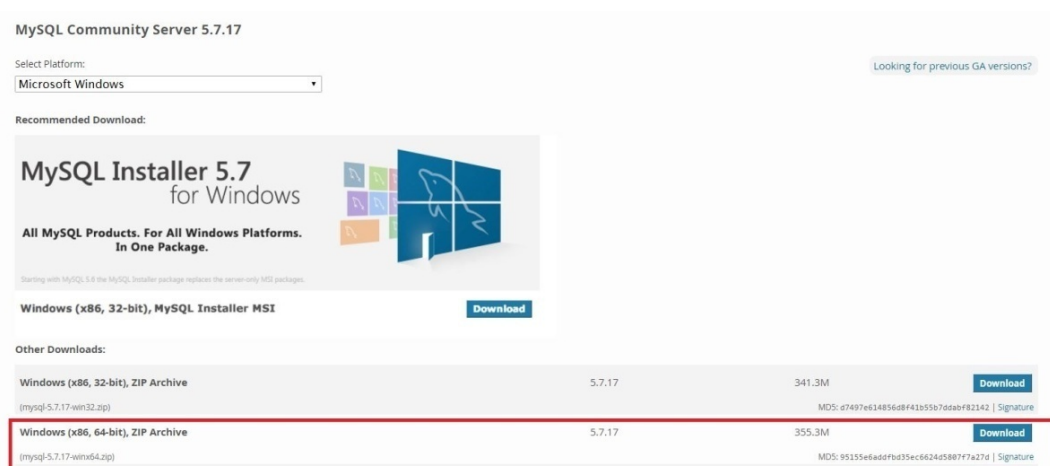 MySQL Community Server 5.7.17
Select Platform:
Microsoft Windows
Looking for previous GA versions?
Recommended Download:
MySQL Installer 5.7
for Windows
All MySQL Products. For All Windows Platforms.
In One Package.
Starting with MySQL 5.6 the MySQL Installer package replaces the server-only MSI packages.
Windows (x86, 32-bit), MySQL Installer MSI
Download
Other Downloads:
Windows (x86, 32-bit), ZIP Archive 5.7.17 341.3M Download
(mysql-5.7.17-win32.zip) MD5: d7497e614856d8f41b55b7ddabf82142 | Signature
Windows (x86, 64-bit), ZIP Archive 5.7.17 355.3M Download
(mysql-5.7.17-winx64.zip) MD5: 95155e6addfbd35ec6624d5807f7a27d | Signature